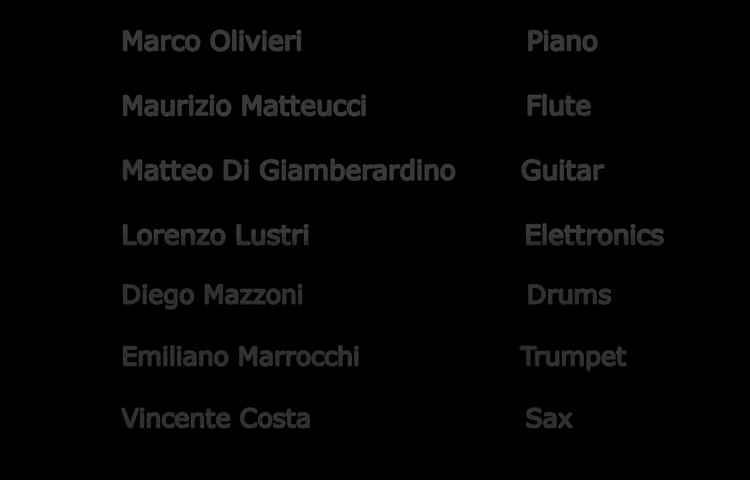 Marco Olivieri Piano
Maurizio Matteucci Flute
Matteo Di Giamberardino Guitar
Lorenzo Lustri Elettronics
Diego Mazzoni Drums
Emiliano Marrocchi Trumpet
Vincente Costa Sax